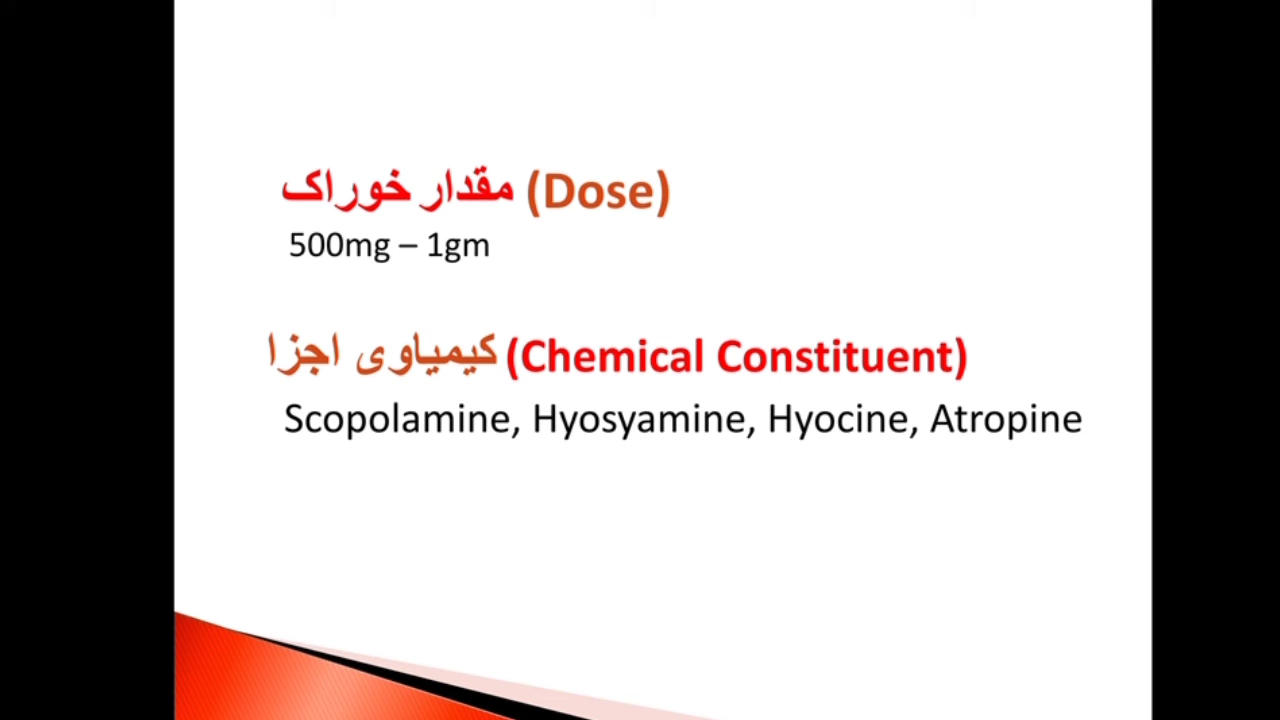 مقدار خوراک (Dose)
500mg – 1gm
کیمیاوی اجزا (Chemical Constituent)
Scopolamine, Hyosyamine, Hyocine, Atropine